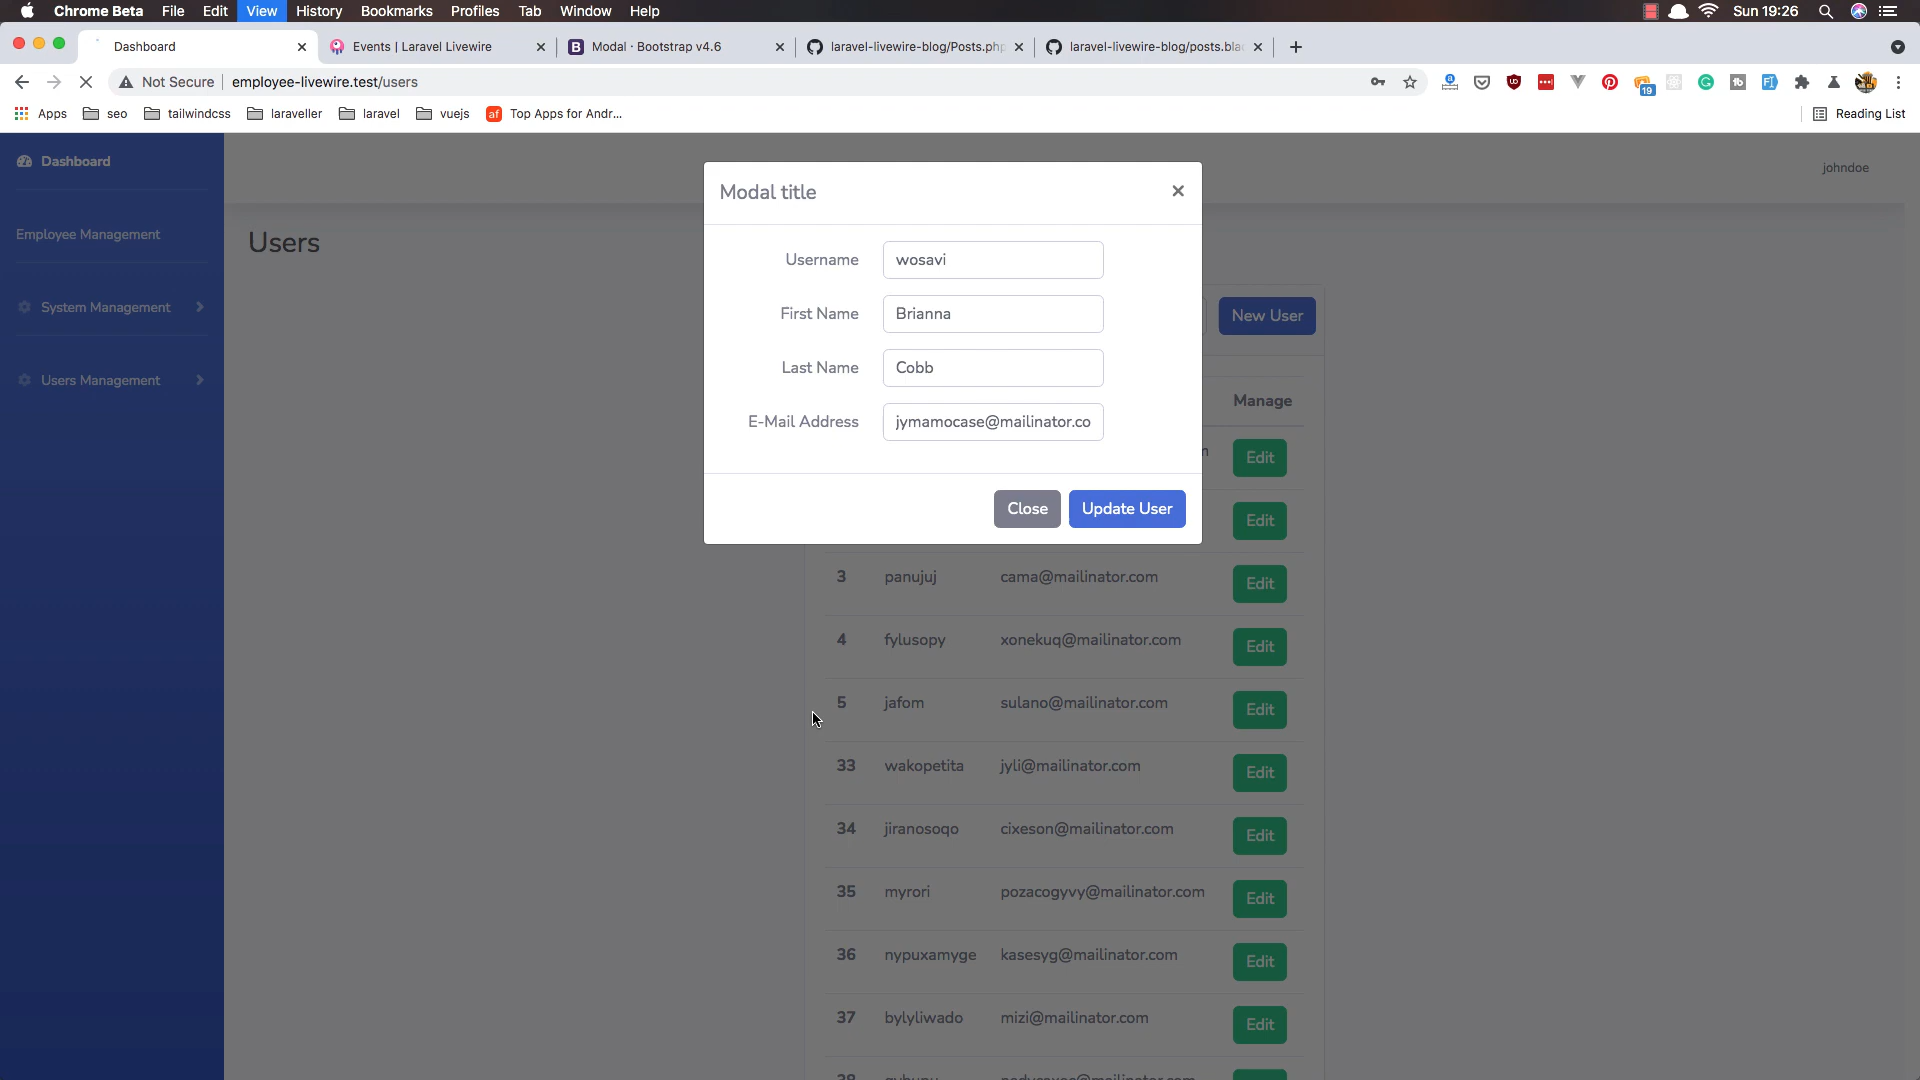 Chrome Beta File Edit View History Bookmarks Profiles Tab Window Help Sun 19:26
Dashboard Events | Laravel Livewire Modal · Bootstrap v4.6 laravel-livewire-blog/Posts.php laravel-livewire-blog/posts.bla
Not Secure employee-livewire.test/users 19
Apps seo tailwindcss laraveller laravel vuejs Top Apps for Andr... Reading List
Dashboard
johndoe
Employee Management
System Management
Users Management
Users
New User
Manage
Modal title
Username wosavi
First Name Brianna
Last Name Cobb
E-Mail Address jymamocase@mailinator.co
Close Update User
Edit
Edit
3 panujuj cama@mailinator.com Edit
4 fylusopy xonekuq@mailinator.com Edit
5 jafom sulano@mailinator.com Edit
33 wakopetita jyli@mailinator.com Edit
34 jiranosoqo cixeson@mailinator.com Edit
35 myrori pozacogyvy@mailinator.com Edit
36 nypuxamyge kasesyg@mailinator.com Edit
37 bylyliwado mizi@mailinator.com Edit